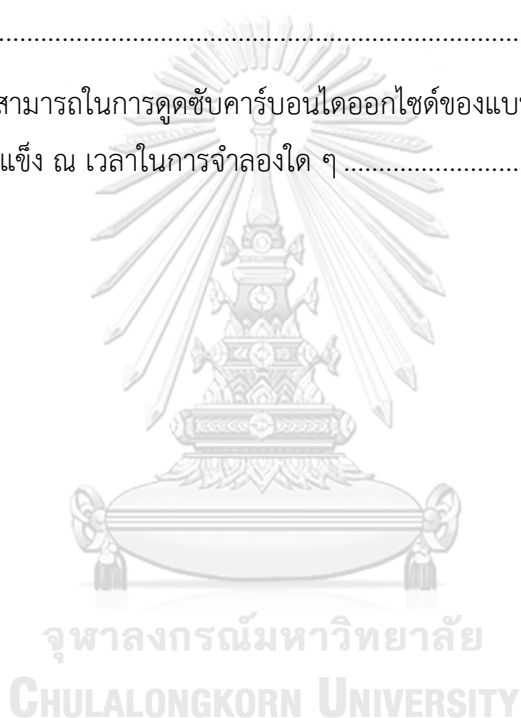 ......................................................................................
สามารถในการดูดซับคาร์บอนไดออกไซด์ของแบบ
แข็ง ณ เวลาในการจำลองใด ๆ ..........................
จุฬาลงกรณ์มหาวิทยาลัย
CHULALONGKORN UNIVERSITY